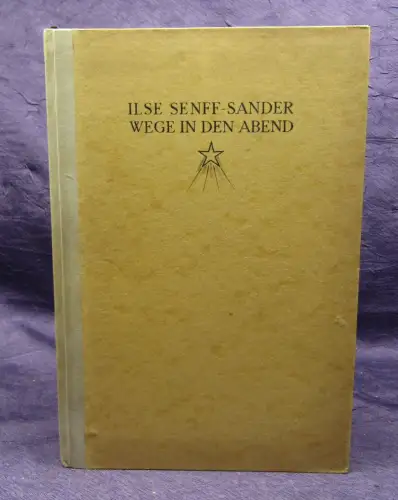 ILSE SENFF-SANDER
WEGE IN DEN ABEND